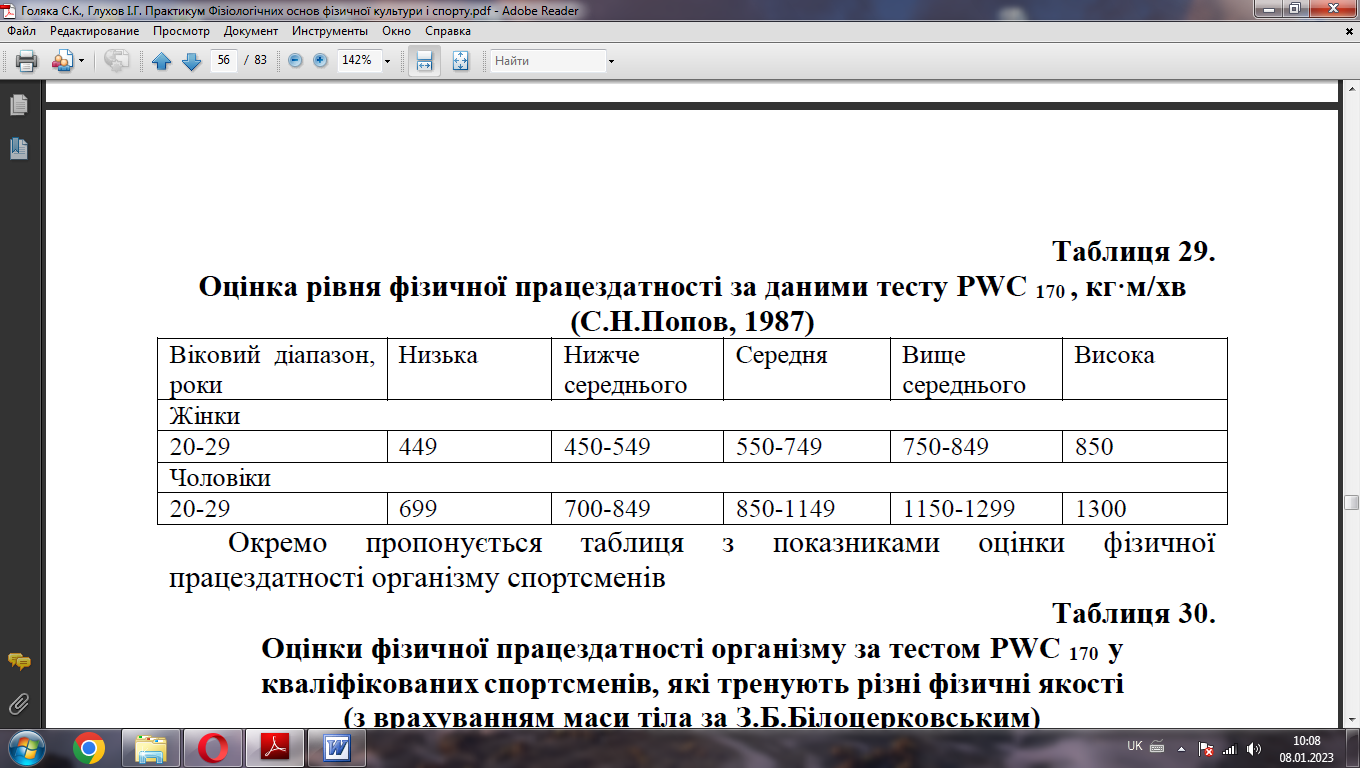 Голяка С.К., Глухов І.Г. Практикум Фізіологічних основ фізичної культури і спорту.pdf - Adobe Reader
Файл Редактирование Просмотр Документ Инструменты Окно Справка
56 / 83 142% Найти
Таблиця 29.
Оцінка рівня фізичної працездатності за даними тесту PWC 170 , кг·м/хв
(С.Н.Попов, 1987)
Віковий діапазон, роки Низька Нижче середнього Середня Вище середнього Висока
Жінки
20-29 449 450-549 550-749 750-849 850
Чоловіки
20-29 699 700-849 850-1149 1150-1299 1300
Окремо пропонується таблиця з показниками оцінки фізичної
працездатності організму спортсменів
Таблиця 30.
Оцінки фізичної працездатності організму за тестом PWC 170 у
кваліфікованих спортсменів, які тренують різні фізичні якості
(з врахуванням маси тіла за З.Б.Білоцерковським)
UK 10:08
08.01.2023